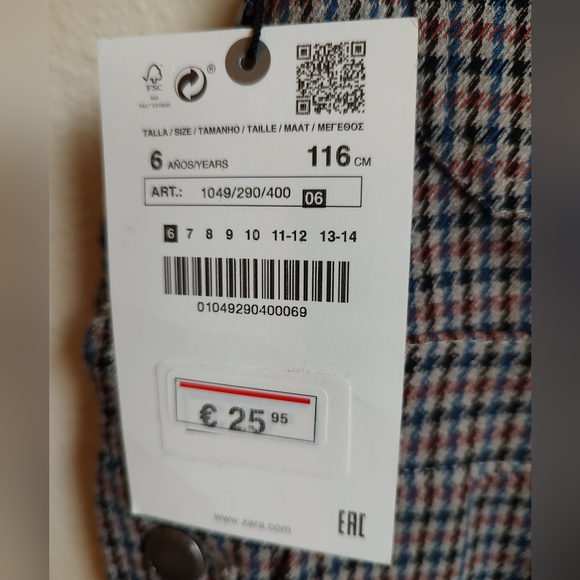 ®
FSC
TALLA / SIZE / TAMANHO / TAILLE / MAAT / ΜΕΓΕΘΟΣ
6 AÑOS/YEARS 116 CM
ART.: 1049/290/400 06
6 7 8 9 10 11-12 13-14
01049290400069
€ 25 95
www.zara.com
EAC